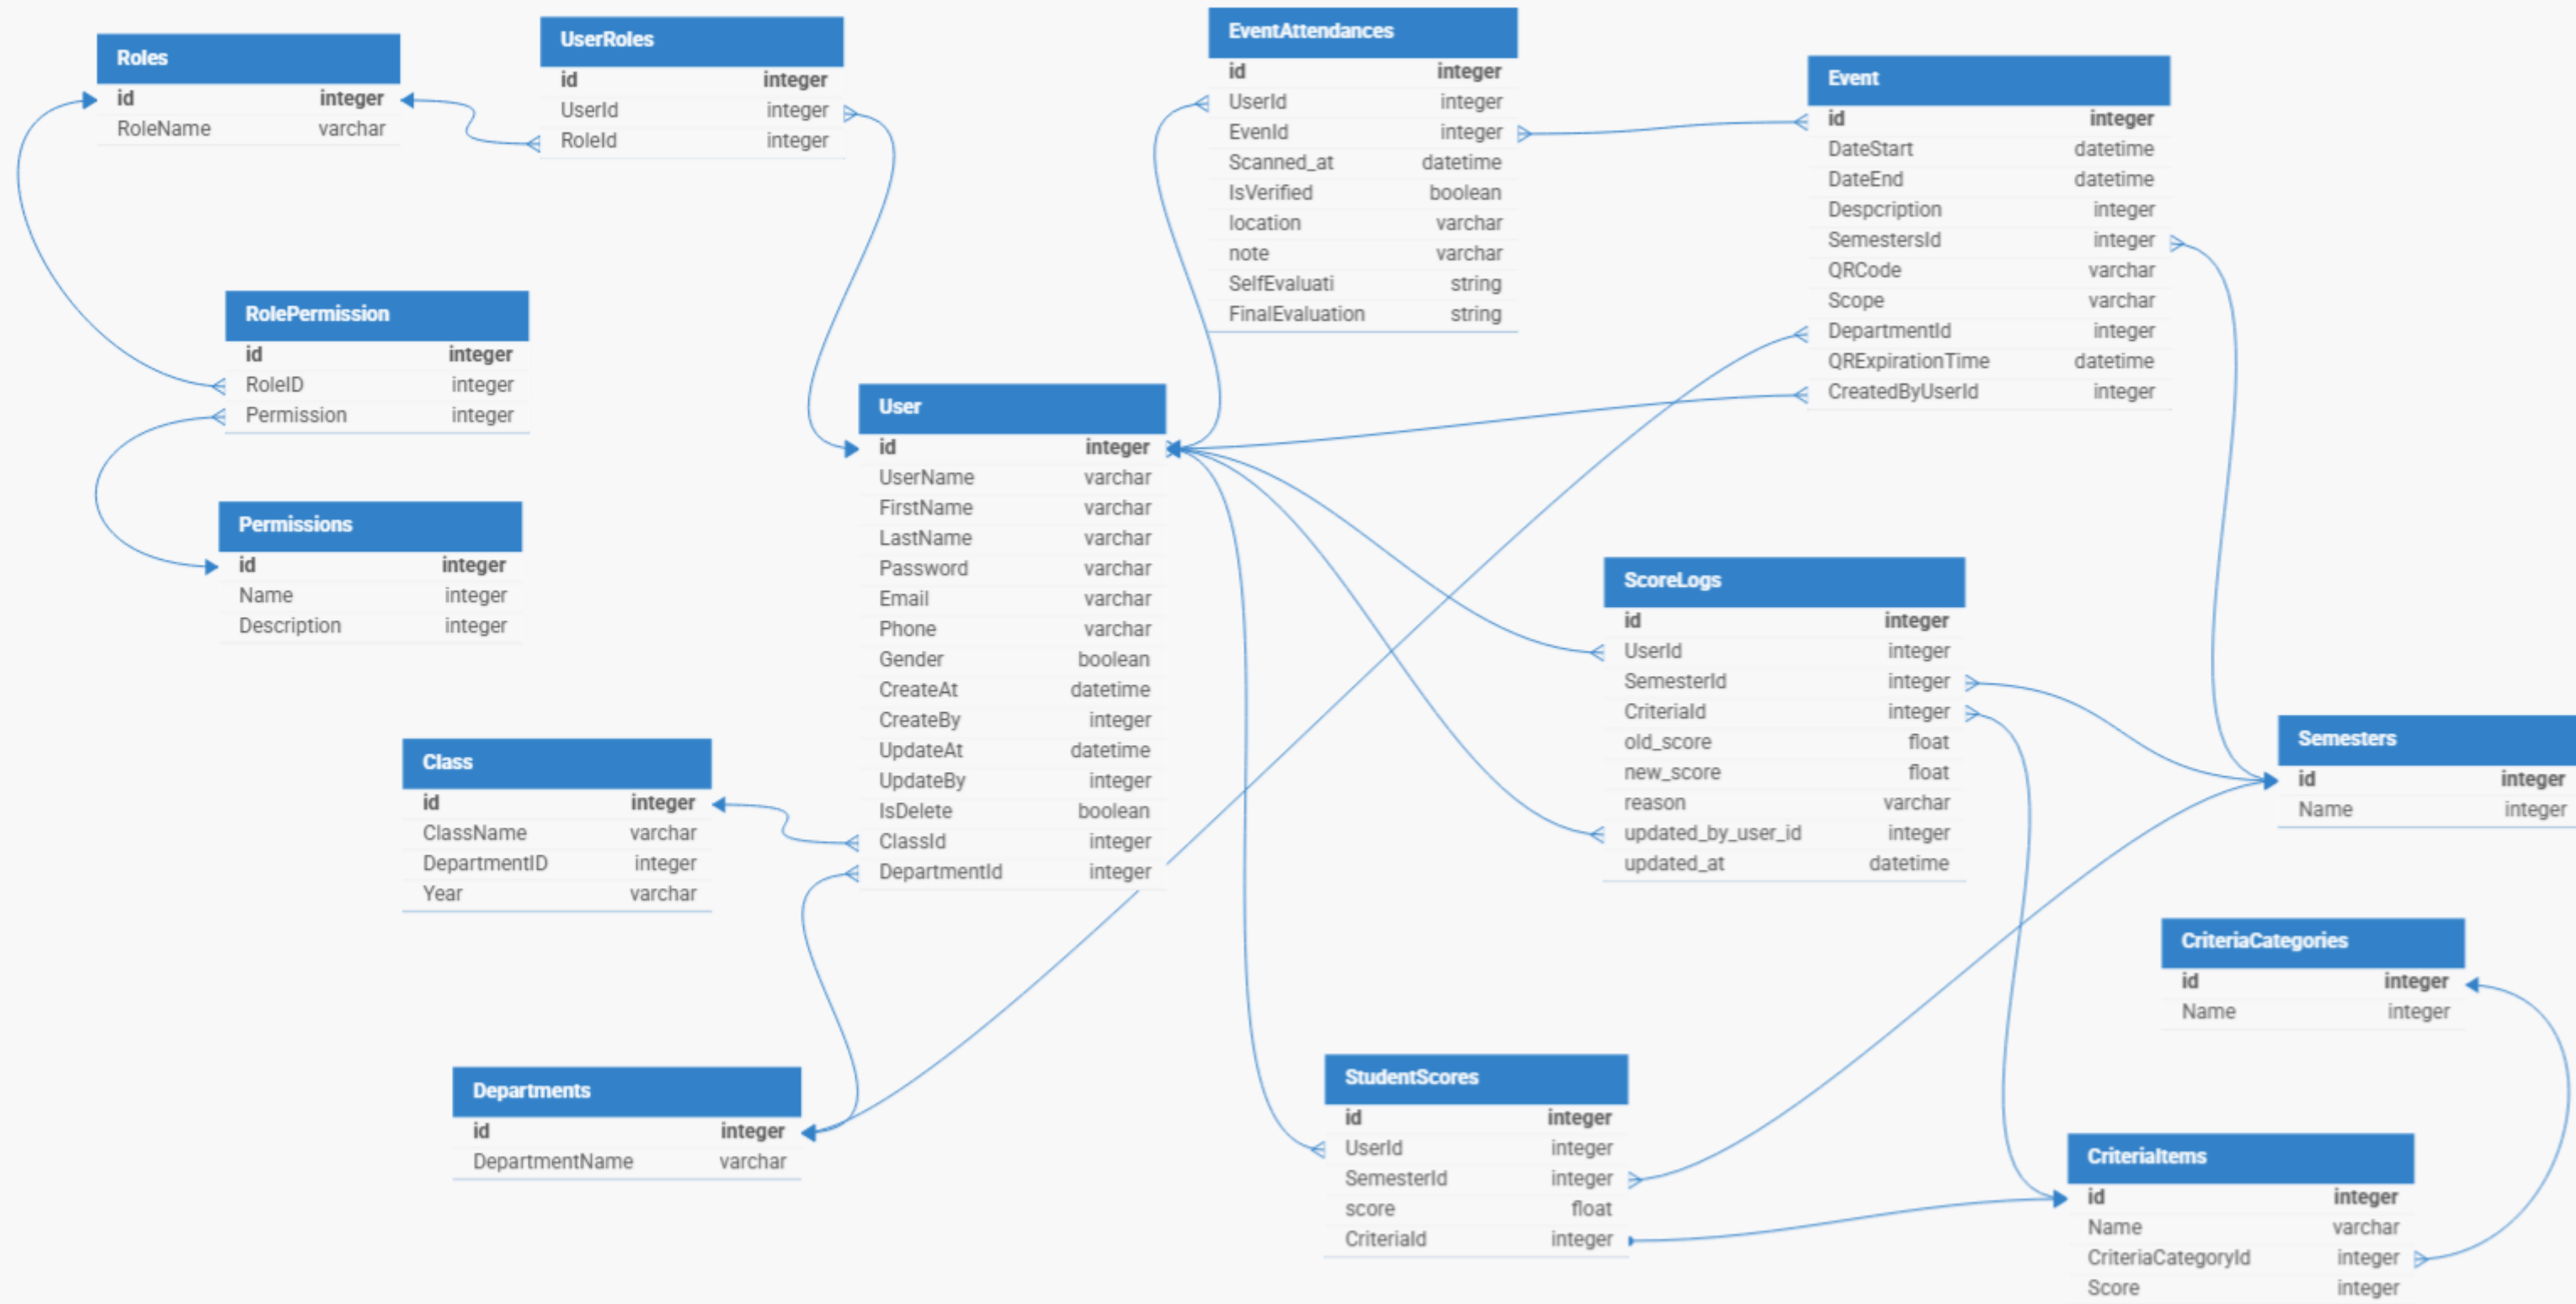 Roles
id integer
RoleName varchar
UserRoles
id integer
UserId integer
RoleId integer
EventAttendances
id integer
UserId integer
EvenId integer
Scanned_at datetime
IsVerified boolean
location varchar
note varchar
SelfEvaluati string
FinalEvaluation string
Event
id integer
DateStart datetime
DateEnd datetime
Despcription integer
SemestersId integer
QRCode varchar
Scope varchar
DepartmentId integer
QRExpirationTime datetime
CreatedByUserId integer
RolePermission
id integer
RoleID integer
Permission integer
User
id integer
UserName varchar
FirstName varchar
LastName varchar
Password varchar
Email varchar
Phone varchar
Gender boolean
CreateAt datetime
CreateBy integer
UpdateAt datetime
UpdateBy integer
IsDelete boolean
ClassId integer
DepartmentId integer
Permissions
id integer
Name integer
Description integer
ScoreLogs
id integer
UserId integer
SemesterId integer
CriteriaId integer
old_score float
new_score float
reason varchar
updated_by_user_id integer
updated_at datetime
Semesters
id integer
Name integer
Class
id integer
ClassName varchar
DepartmentID integer
Year varchar
CriteriaCategories
id integer
Name integer
Departments
id integer
DepartmentName varchar
StudentScores
id integer
UserId integer
SemesterId integer
score float
CriteriaId integer
CriteriaItems
id integer
Name varchar
CriteriaCategoryId integer
Score integer